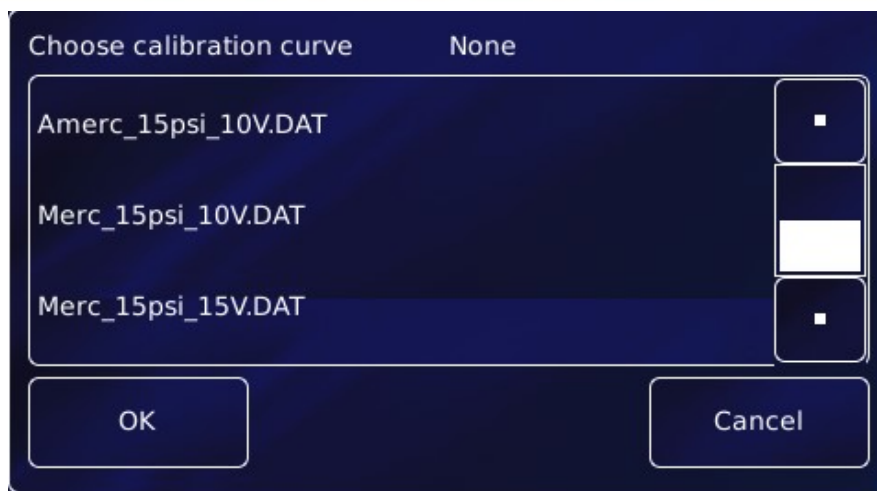 Choose calibration curve None
Amerc_15psi_10V.DAT
Merc_15psi_10V.DAT
Merc_15psi_15V.DAT
OK Cancel